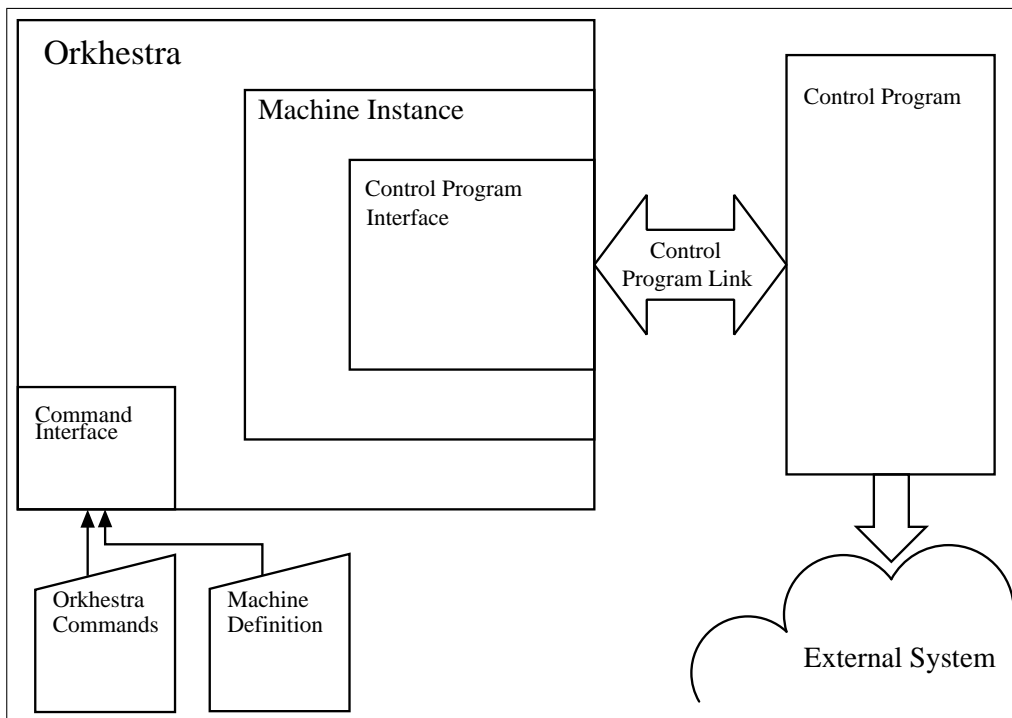 Orkhestra
Machine Instance
Control Program
Interface
Control Program
Control
Program Link
Command
Interface
Orkhestra
Commands
Machine
Definition
External System